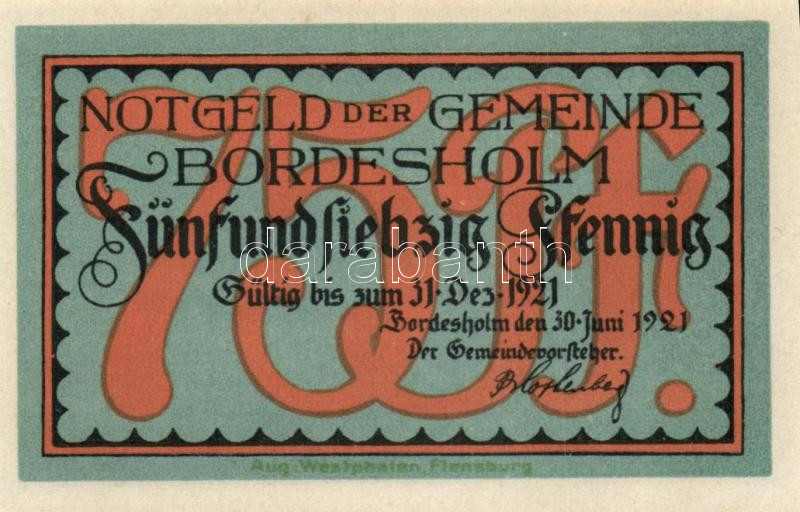 NOTGELD DER GEMEINDE
BORDESHOLM
75 Pf.
Fünfundsiebzig Pfennig
Gültig bis zum 31·Dez·1921
Bordesholm den 30·Juni 1921
Der Gemeindevorsteher.
darabanth
Aug. Westphalen, Flensburg